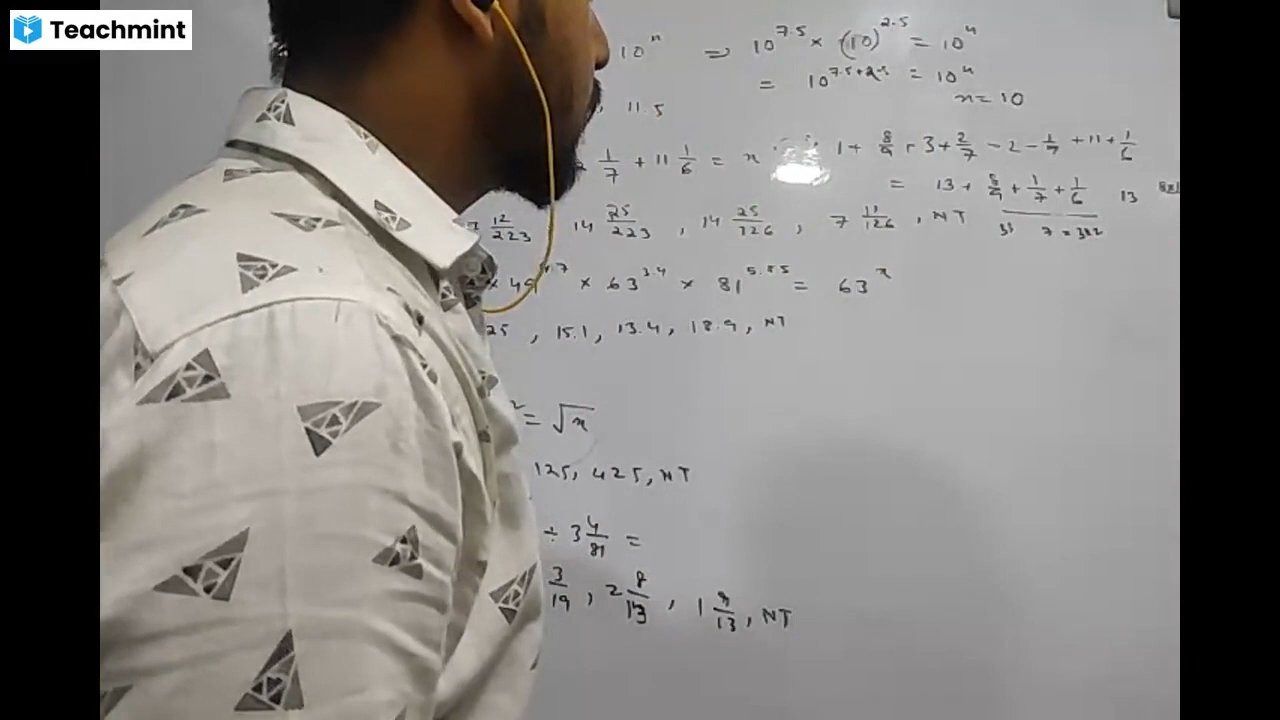 Teachmint
10ⁿ ⇒ 10^7.5 × (10)^2.5 = 10ⁿ
= 10^7.5+2.5 = 10ⁿ
, 11.5 n = 10
1/7 + 11 1/6 = x 1 + 8/9 + 3 + 2/7 - 2 - 1/7 + 11 + 1/6
= 13 + 8/9 + 1/7 + 1/6 13
12/223 14 25/223 , 14 25/126 , 7 11/126 , NT
× 49 × 63^3.4 × 81^5.55 = 63^x
25 , 15.1 , 13.4 , 18.9 , NT
² = √x
125, 425, NT
÷ 3 4/81 =
3/19 , 2 8/13 , 1 8/13 , NT